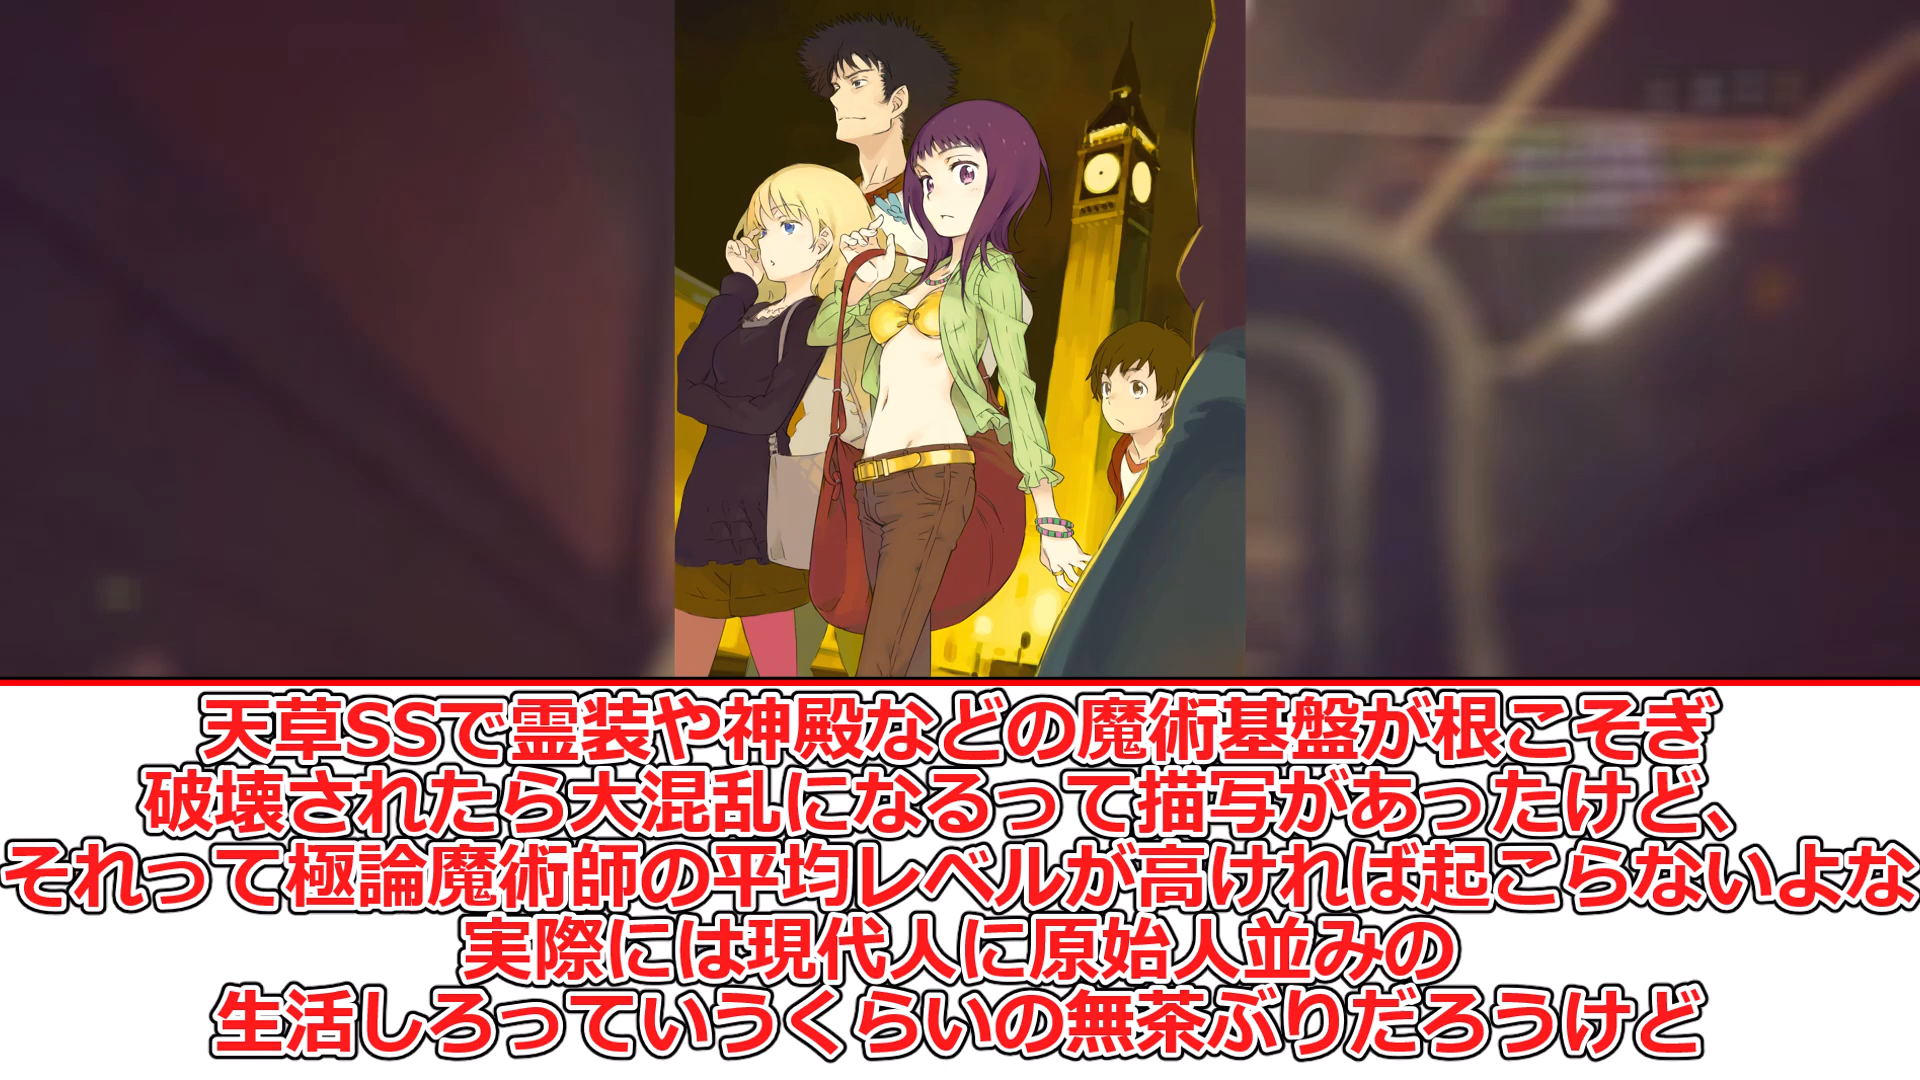 天草SSで霊装や神殿などの魔術基盤が根こそぎ
破壊されたら大混乱になるって描写があったけど、
それって極論魔術師の平均レベルが高ければ起こらないよな
実際には現代人に原始人並みの
生活しろっていうくらいの無茶ぶりだろうけど